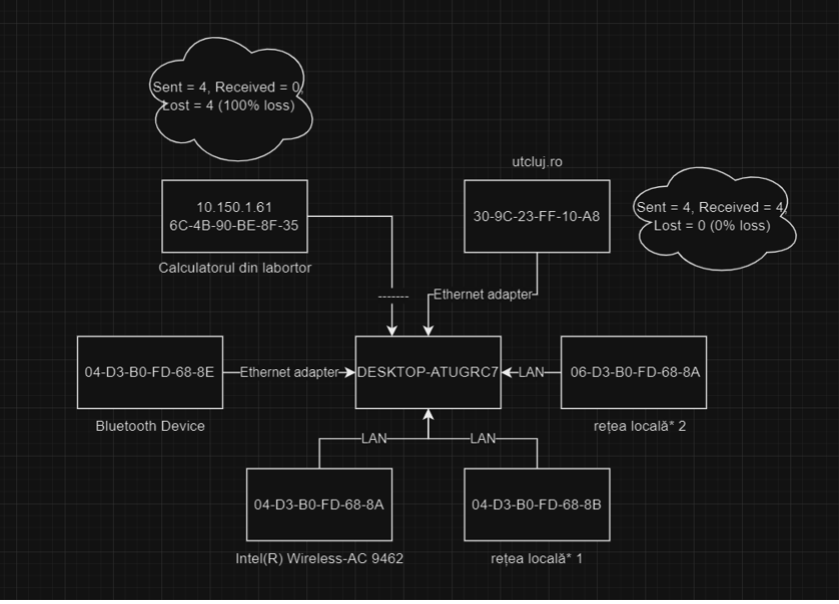 Sent = 4, Received = 0,
Lost = 4 (100% loss)
utcluj.ro
10.150.1.61
6C-4B-90-BE-8F-35
30-9C-23-FF-10-A8
Sent = 4, Received = 4,
Lost = 0 (0% loss)
Calculatorul din labortor
-------
Ethernet adapter
04-D3-B0-FD-68-8E
Ethernet adapter
DESKTOP-ATUGRC7
LAN
06-D3-B0-FD-68-8A
Bluetooth Device
rețea locală* 2
LAN
LAN
04-D3-B0-FD-68-8A
04-D3-B0-FD-68-8B
Intel(R) Wireless-AC 9462
rețea locală* 1